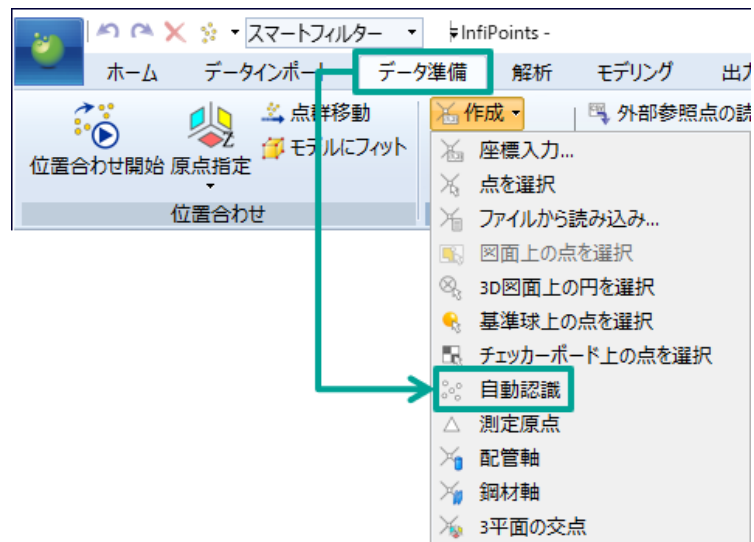 スマートフィルター
InfiPoints -
ホーム
データインポート
データ準備
解析
モデリング
出力
位置合わせ開始
原点指定
点群移動
モデルにフィット
位置合わせ
作成
外部参照点の読
座標入力...
点を選択
ファイルから読み込み...
図面上の点を選択
3D図面上の円を選択
基準球上の点を選択
チェッカーボード上の点を選択
自動認識
測定原点
配管軸
鋼材軸
3平面の交点